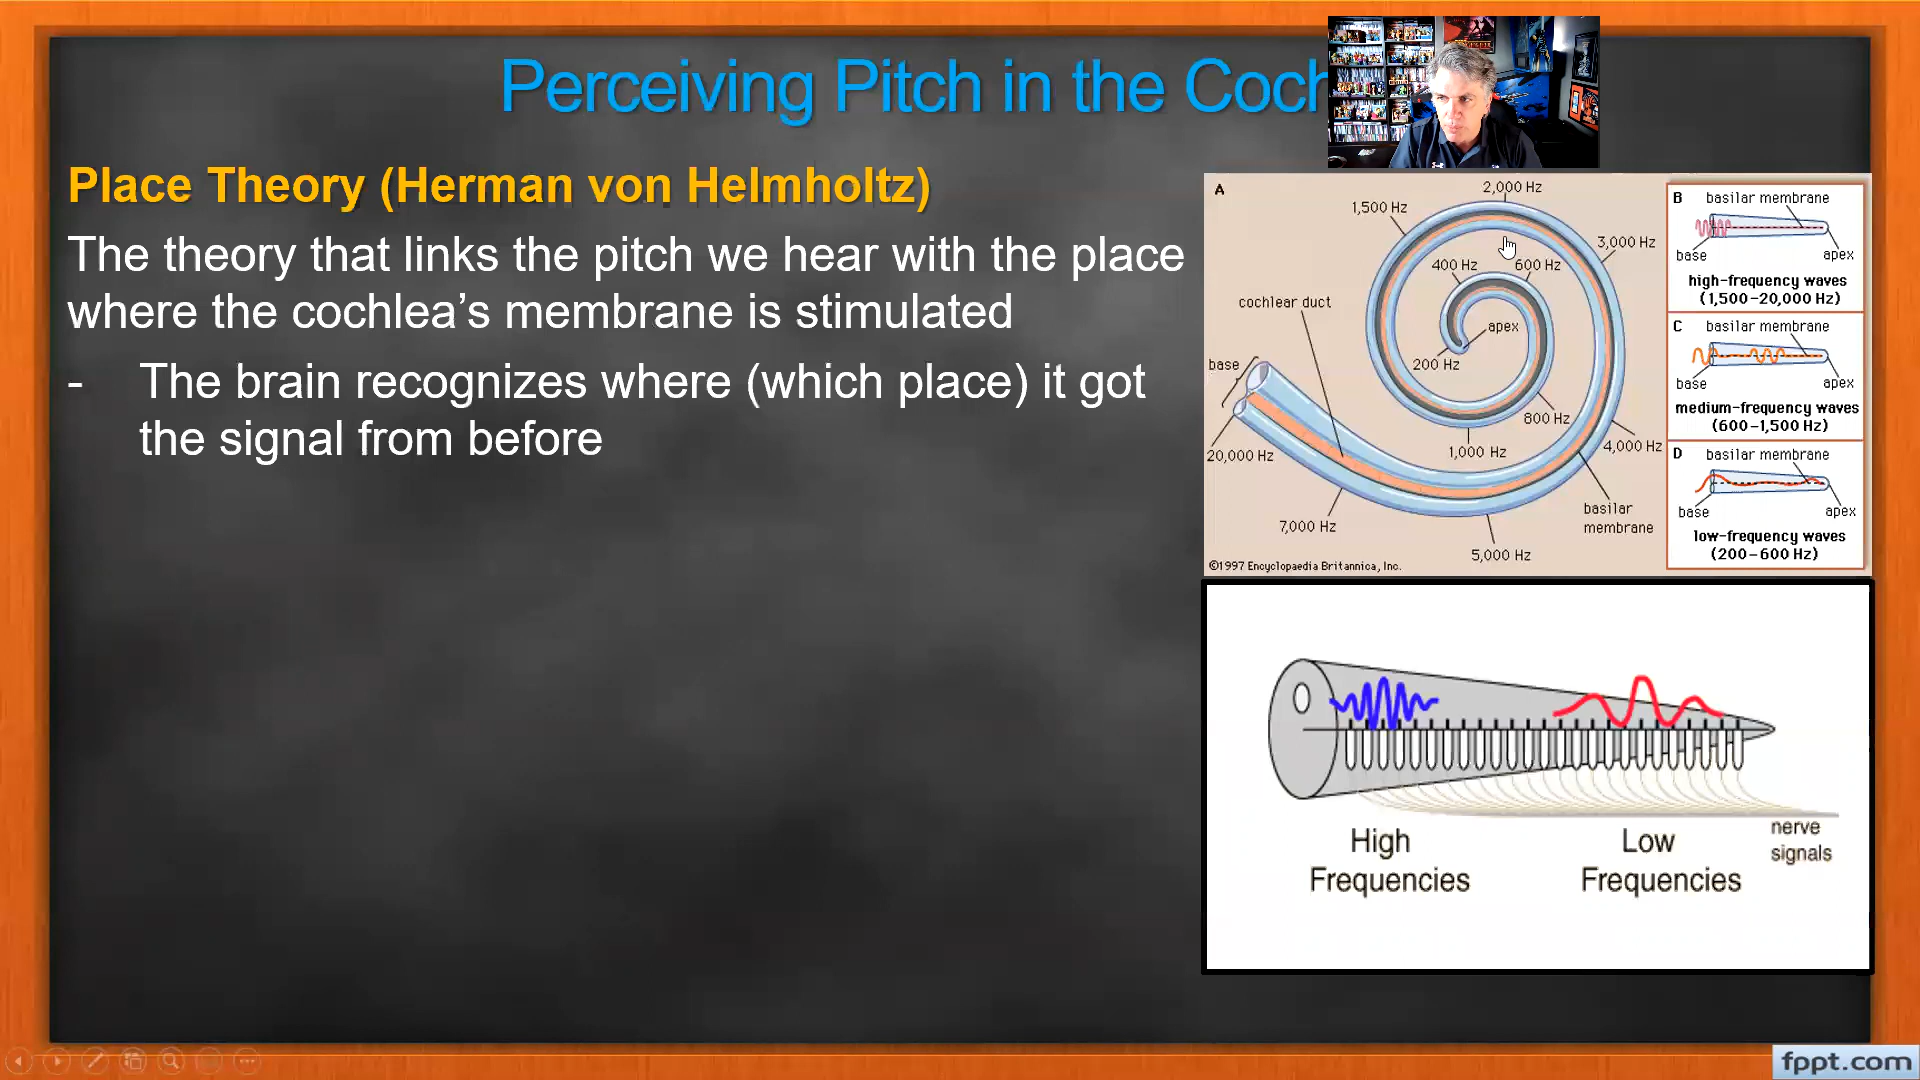 Perceiving Pitch in the Coch
Place Theory (Herman von Helmholtz)
The theory that links the pitch we hear with the place
where the cochlea’s membrane is stimulated
- The brain recognizes where (which place) it got
the signal from before
A
2,000 Hz
1,500 Hz
3,000 Hz
400 Hz
600 Hz
cochlear duct
apex
base
200 Hz
800 Hz
20,000 Hz
1,000 Hz
4,000 Hz
7,000 Hz
basilar
membrane
5,000 Hz
©1997 Encyclopaedia Britannica, Inc.
B
basilar membrane
base
apex
high-frequency waves
(1,500–20,000 Hz)
C
basilar membrane
base
apex
medium-frequency waves
(600–1,500 Hz)
D
basilar membrane
base
apex
low-frequency waves
(200–600 Hz)
High
Frequencies
Low
Frequencies
nerve
signals
fppt.com